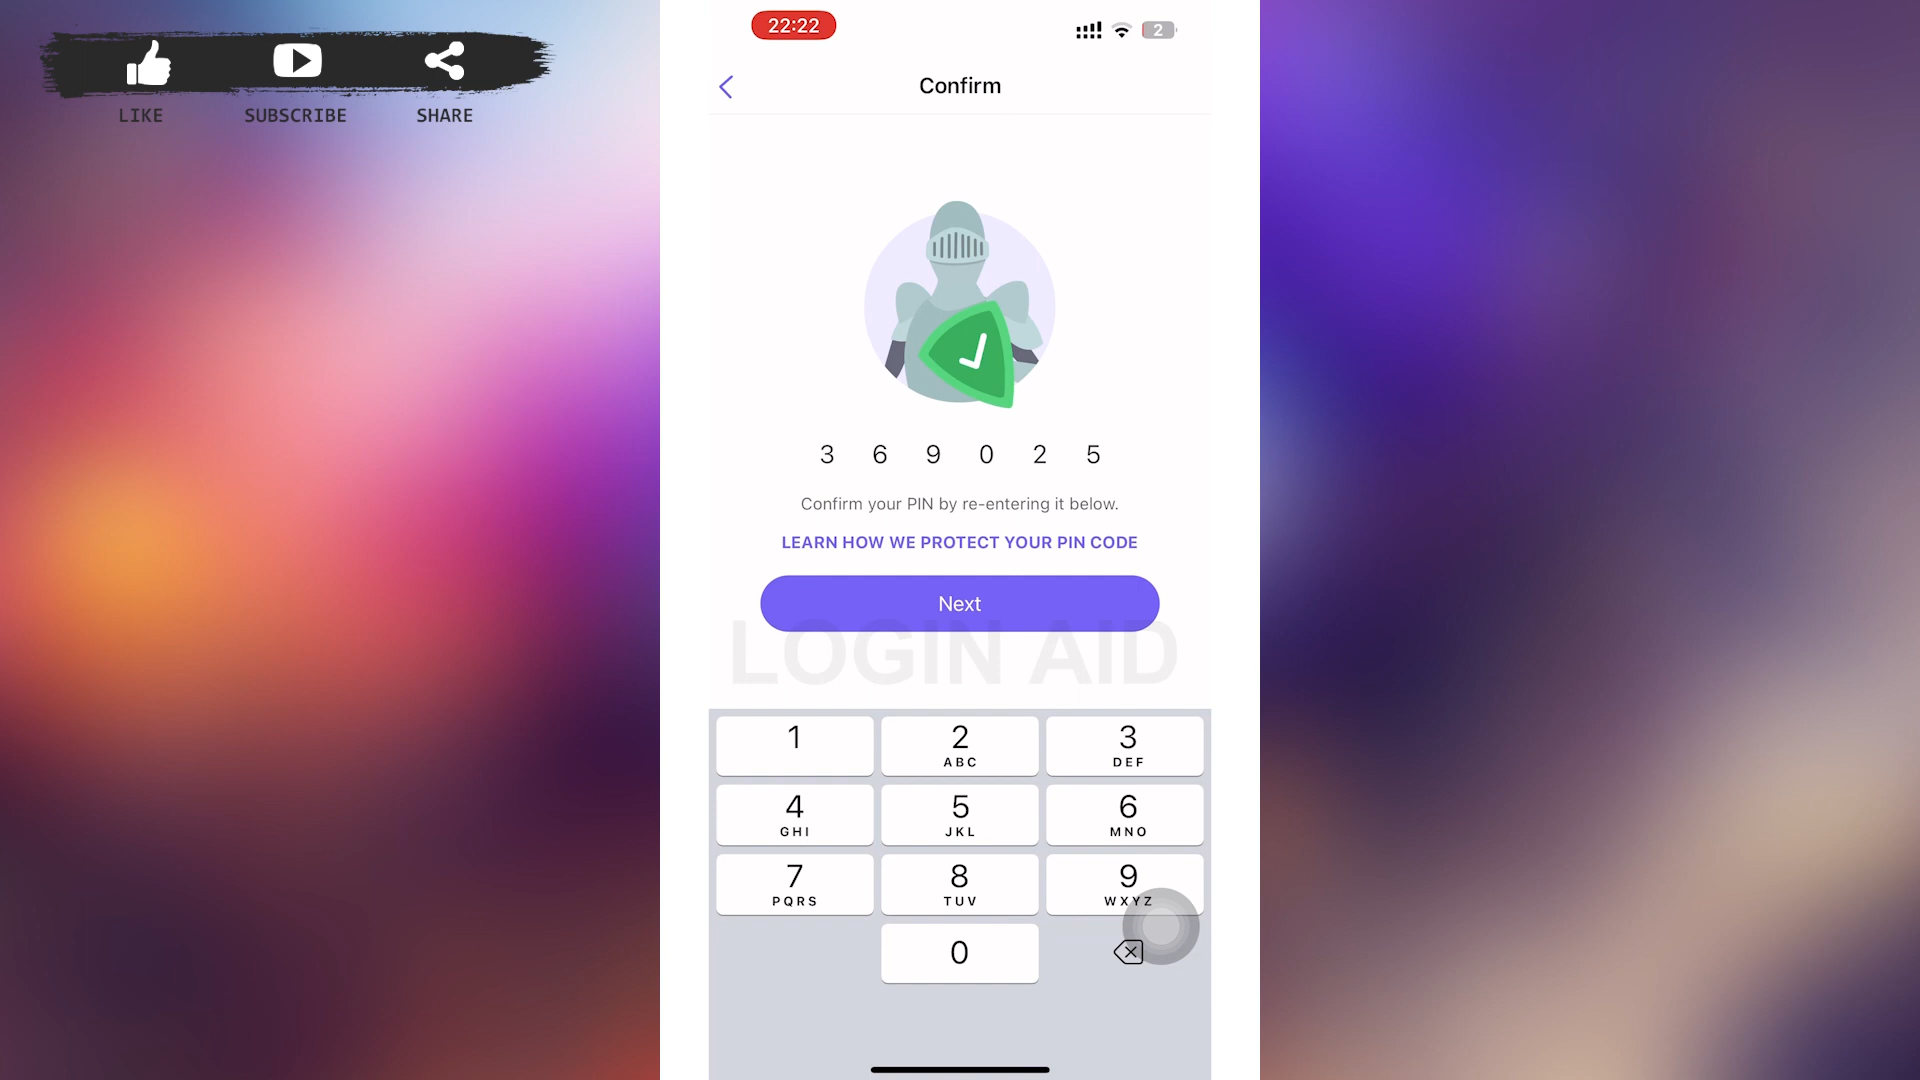 LIKE SUBSCRIBE SHARE
22:22
2
Confirm
3 6 9 0 2 5
Confirm your PIN by re-entering it below.
LEARN HOW WE PROTECT YOUR PIN CODE
Next
LOGIN AID
1 2 3
ABC DEF
4 5 6
GHI JKL MNO
7 8 9
PQRS TUV WXYZ
0